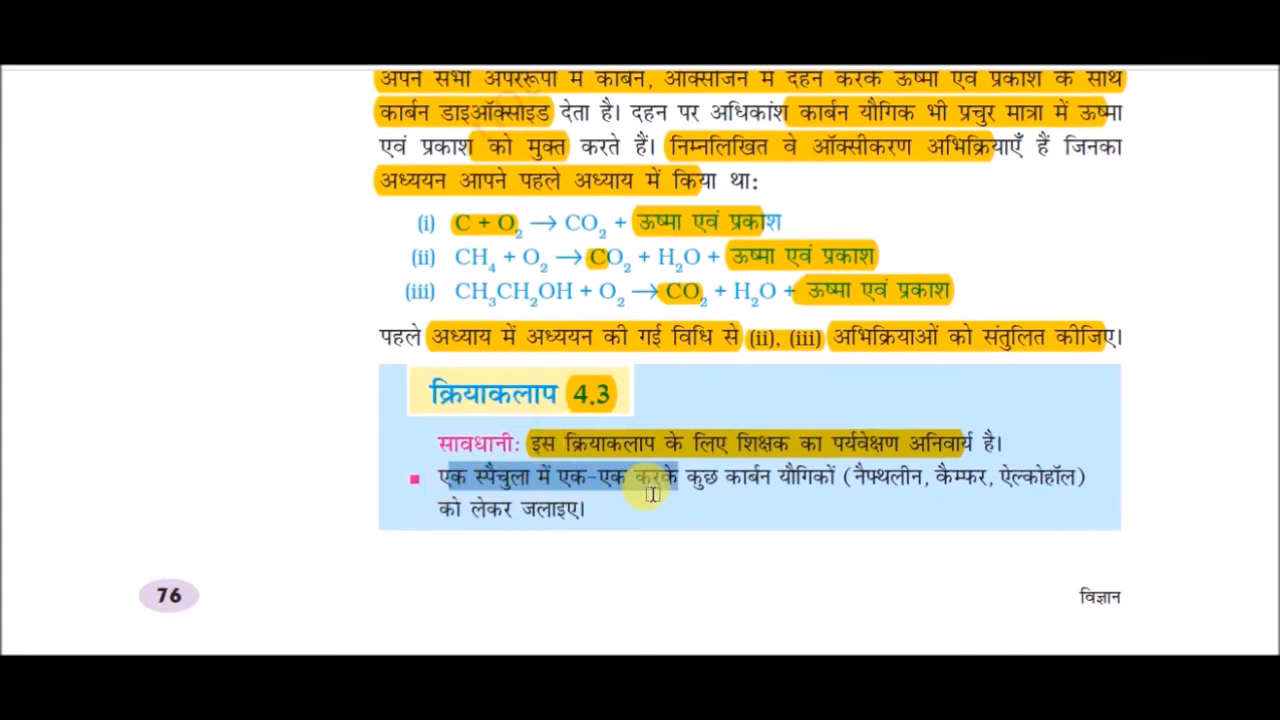 अपने सभी अपररूपों में कार्बन, ऑक्सीजन में दहन करके ऊष्मा एवं प्रकाश के साथ
कार्बन डाइऑक्साइड देता है। दहन पर अधिकांश कार्बन यौगिक भी प्रचुर मात्रा में ऊष्मा
एवं प्रकाश को मुक्त करते हैं। निम्नलिखित वे ऑक्सीकरण अभिक्रियाएँ हैं जिनका
अध्ययन आपने पहले अध्याय में किया था:
(i) C + O₂ → CO₂ + ऊष्मा एवं प्रकाश
(ii) CH₄ + O₂ → CO₂ + H₂O + ऊष्मा एवं प्रकाश
(iii) CH₃CH₂OH + O₂ → CO₂ + H₂O + ऊष्मा एवं प्रकाश
पहले अध्याय में अध्ययन की गई विधि से (ii), (iii) अभिक्रियाओं को संतुलित कीजिए।
क्रियाकलाप 4.3
सावधानी: इस क्रियाकलाप के लिए शिक्षक का पर्यवेक्षण अनिवार्य है।
■ एक स्पैचुला में एक-एक करके कुछ कार्बन यौगिकों (नैफ्थलीन, कैम्फर, ऐल्कोहॉल)
को लेकर जलाइए।
76
विज्ञान